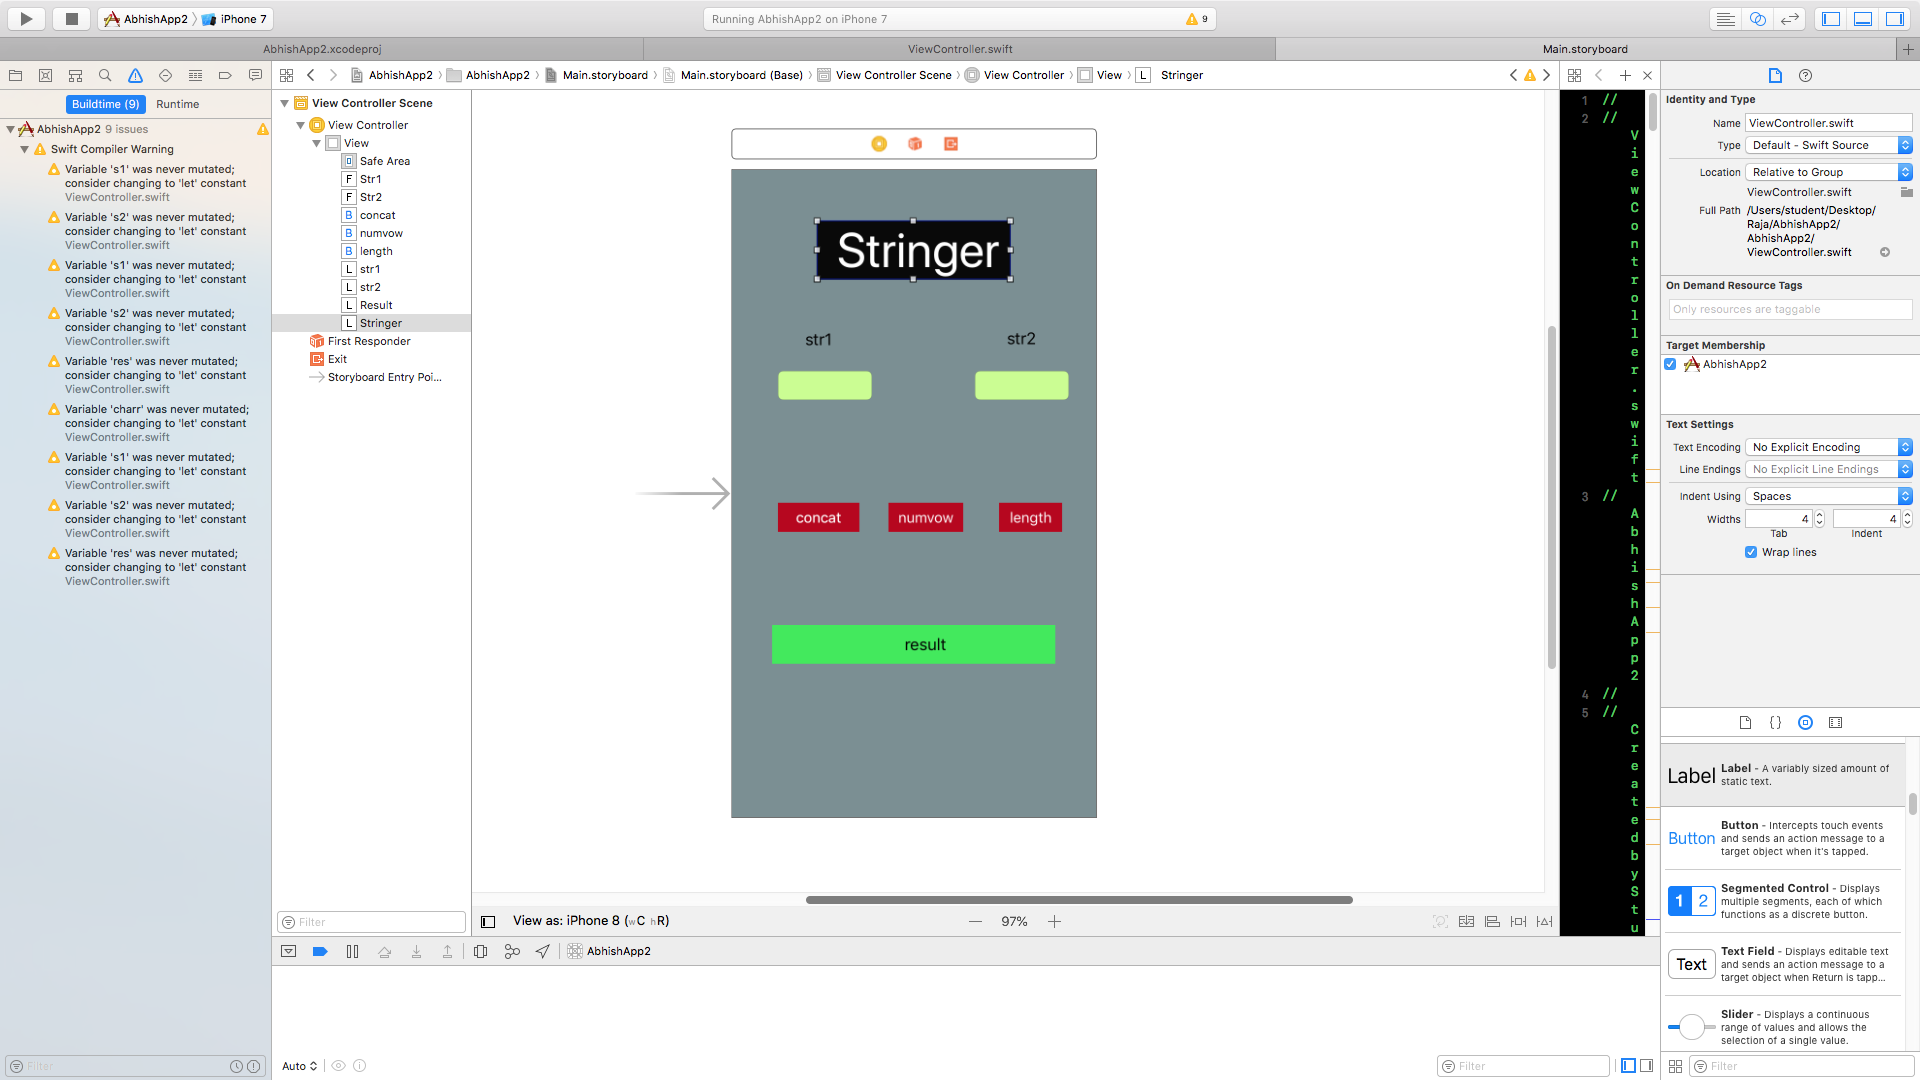 AbhishApp2 〉 iPhone 7
Running AbhishApp2 on iPhone 7
9
AbhishApp2.xcodeproj
ViewController.swift
Main.storyboard
AbhishApp2 〉 AbhishApp2 〉 Main.storyboard 〉 Main.storyboard (Base) 〉 View Controller Scene 〉 View Controller 〉 View 〉 L Stringer
Buildtime (9)
Runtime
AbhishApp2 9 issues
Swift Compiler Warning
Variable 's1' was never mutated;
consider changing to 'let' constant
ViewController.swift
Variable 's2' was never mutated;
consider changing to 'let' constant
ViewController.swift
Variable 's1' was never mutated;
consider changing to 'let' constant
ViewController.swift
Variable 's2' was never mutated;
consider changing to 'let' constant
ViewController.swift
Variable 'res' was never mutated;
consider changing to 'let' constant
ViewController.swift
Variable 'charr' was never mutated;
consider changing to 'let' constant
ViewController.swift
Variable 's1' was never mutated;
consider changing to 'let' constant
ViewController.swift
Variable 's2' was never mutated;
consider changing to 'let' constant
ViewController.swift
Variable 'res' was never mutated;
consider changing to 'let' constant
ViewController.swift
Filter
View Controller Scene
View Controller
View
Safe Area
F Str1
F Str2
B concat
B numvow
B length
L str1
L str2
L Result
L Stringer
First Responder
Exit
Storyboard Entry Poi...
Filter
Stringer
str1
str2
concat
numvow
length
result
View as: iPhone 8 (wC hR)
97%
AbhishApp2
Auto
Filter
1 //
2 //
V
i
e
w
C
o
n
t
r
o
l
l
e
r
.
s
w
i
f
t
3 //
A
b
h
i
s
h
A
p
p
2
4 //
5 //
C
r
e
a
t
e
d
b
y
S
t
u
Identity and Type
Name ViewController.swift
Type Default - Swift Source
Location Relative to Group
ViewController.swift
Full Path /Users/student/Desktop/
Raja/AbhishApp2/
AbhishApp2/
ViewController.swift
On Demand Resource Tags
Only resources are taggable
Target Membership
AbhishApp2
Text Settings
Text Encoding No Explicit Encoding
Line Endings No Explicit Line Endings
Indent Using Spaces
Widths 4 4
Tab Indent
Wrap lines
{}
Label
Label - A variably sized amount of
static text.
Button
Button - Intercepts touch events
and sends an action message to a
target object when it's tapped.
1 2
Segmented Control - Displays
multiple segments, each of which
functions as a discrete button.
Text
Text Field - Displays editable text
and sends an action message to a
target object when Return is tapp...
Slider - Displays a continuous
range of values and allows the
selection of a single value.
Filter